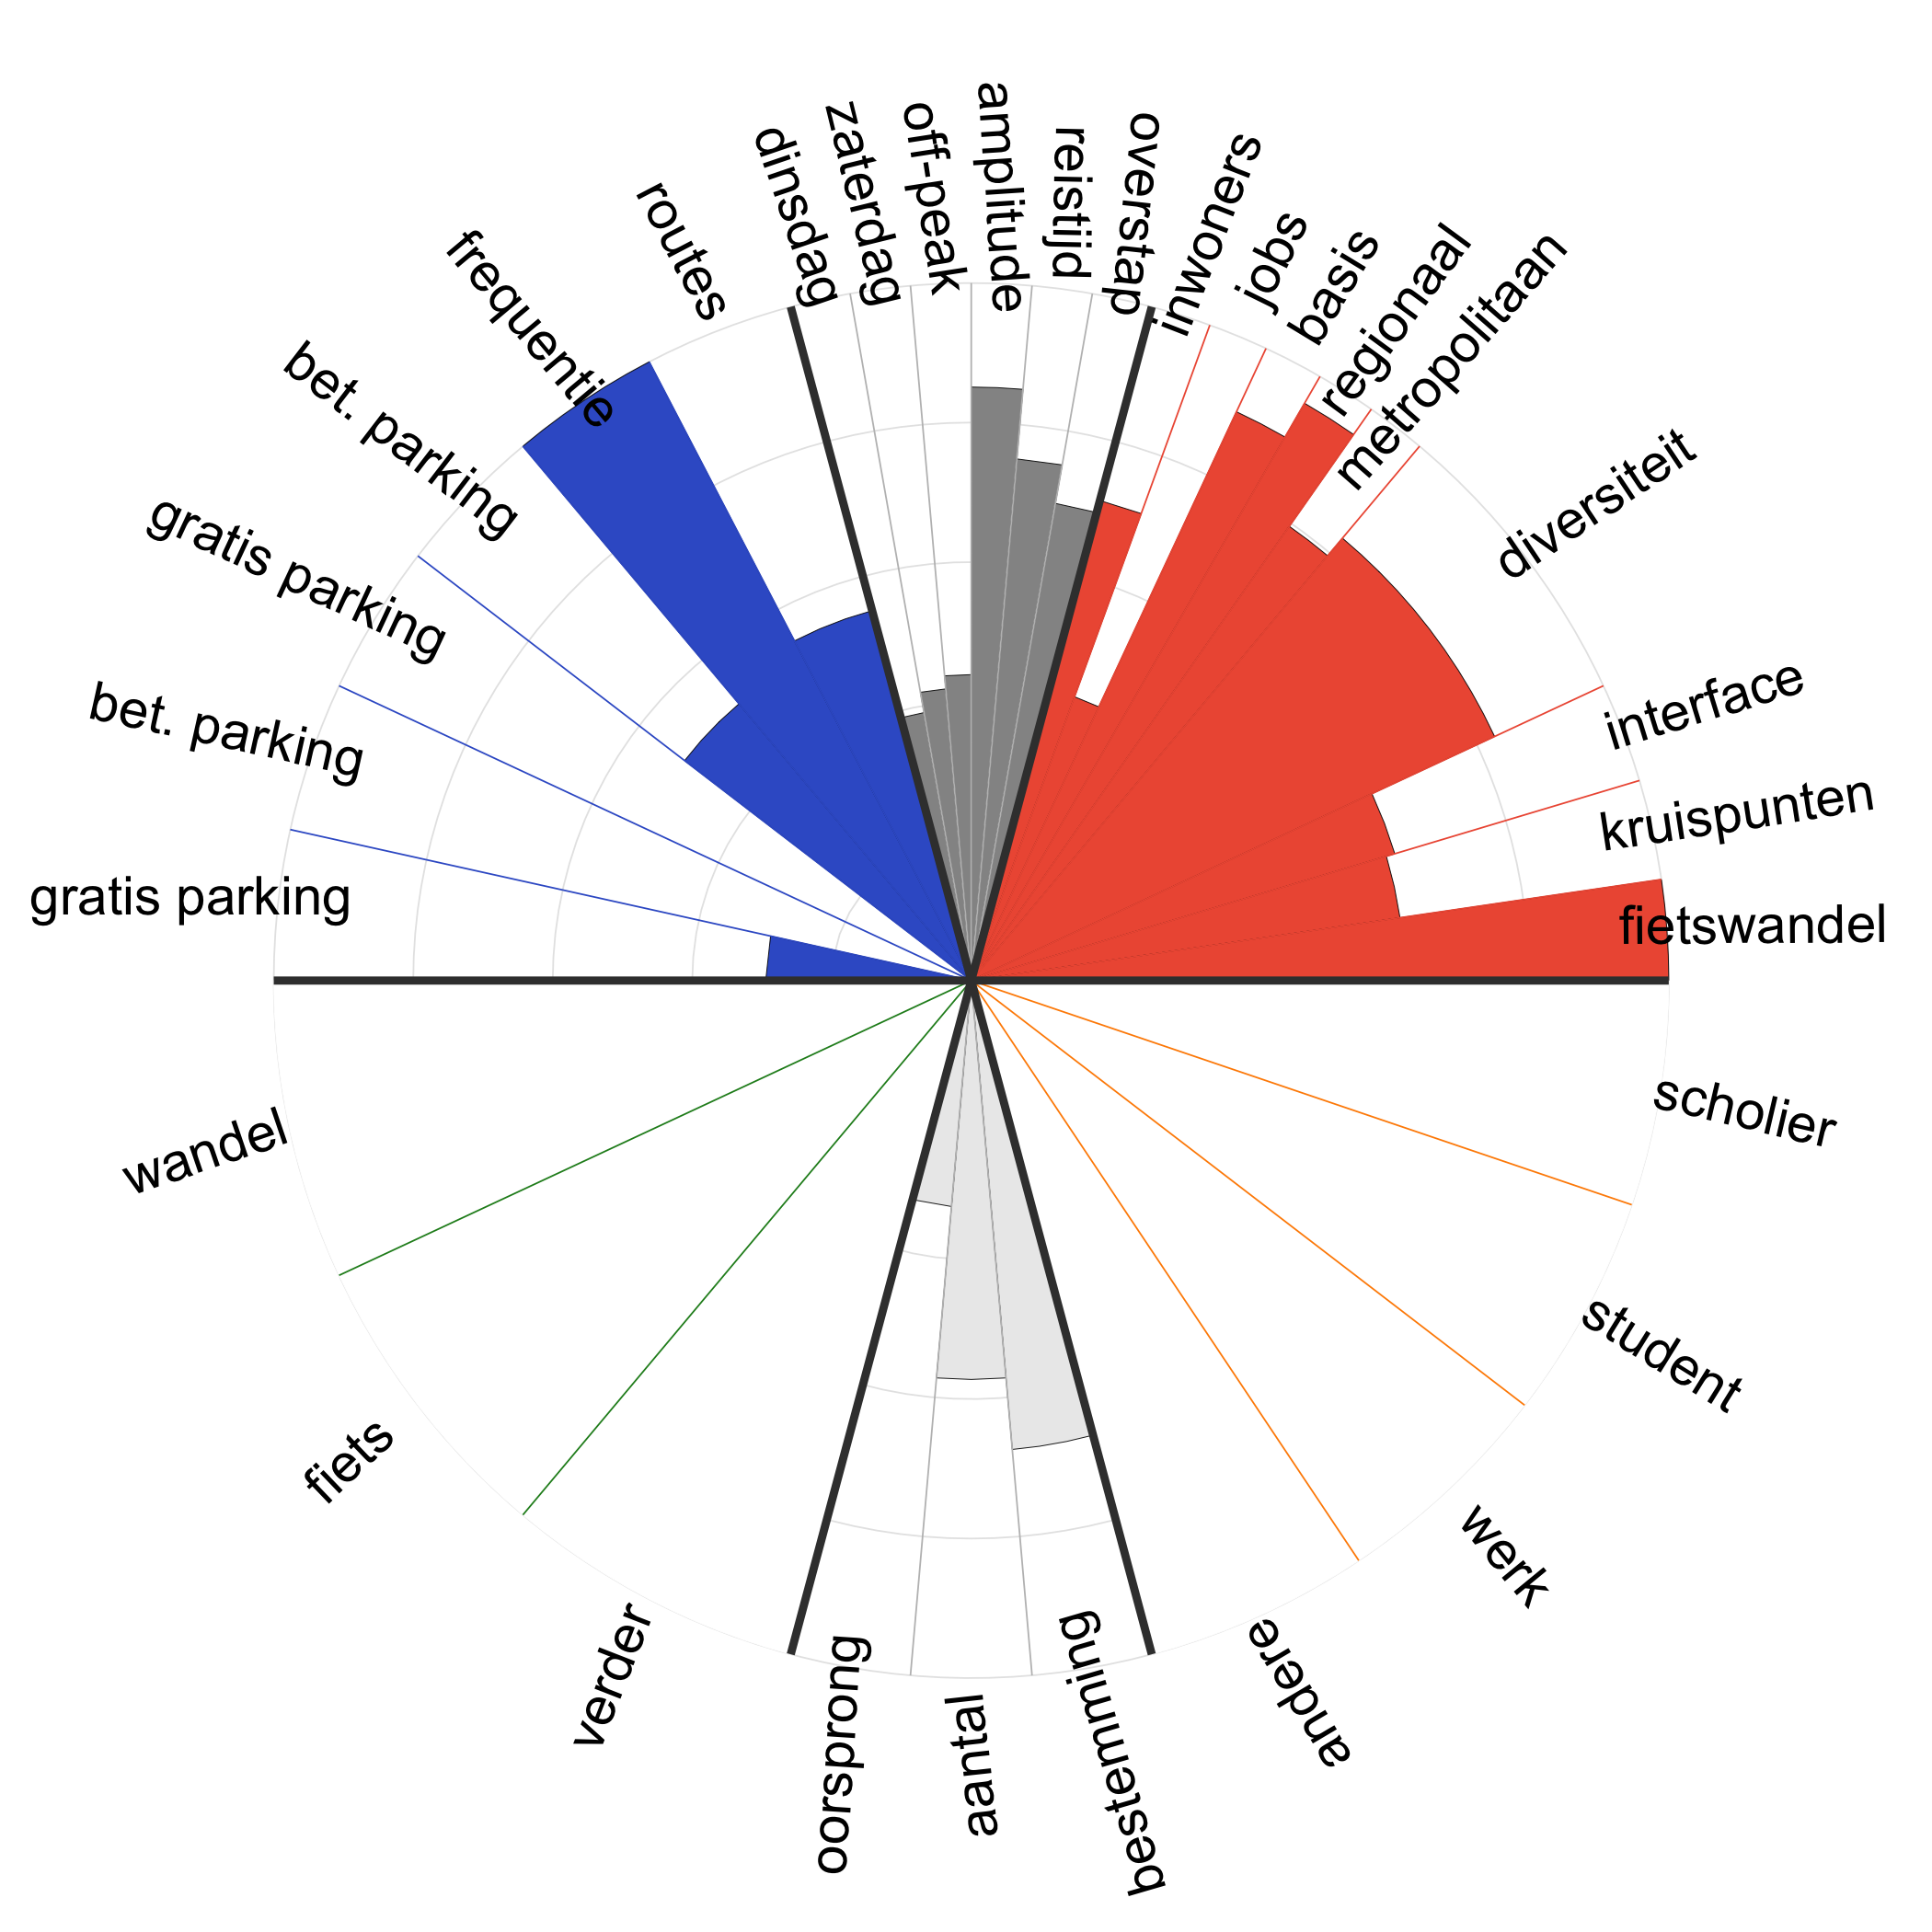 dinsdag
zaterdag
off-peak
amplitude
reistijd
overstap
inwoners
jobs
basis
regionaal
metropolitaan
diversiteit
interface
kruispunten
fietswandel
scholier
student
werk
andere
bestemming
aantal
oorsprong
verder
fiets
wandel
gratis parking
bet. parking
gratis parking
bet. parking
frequentie
routes